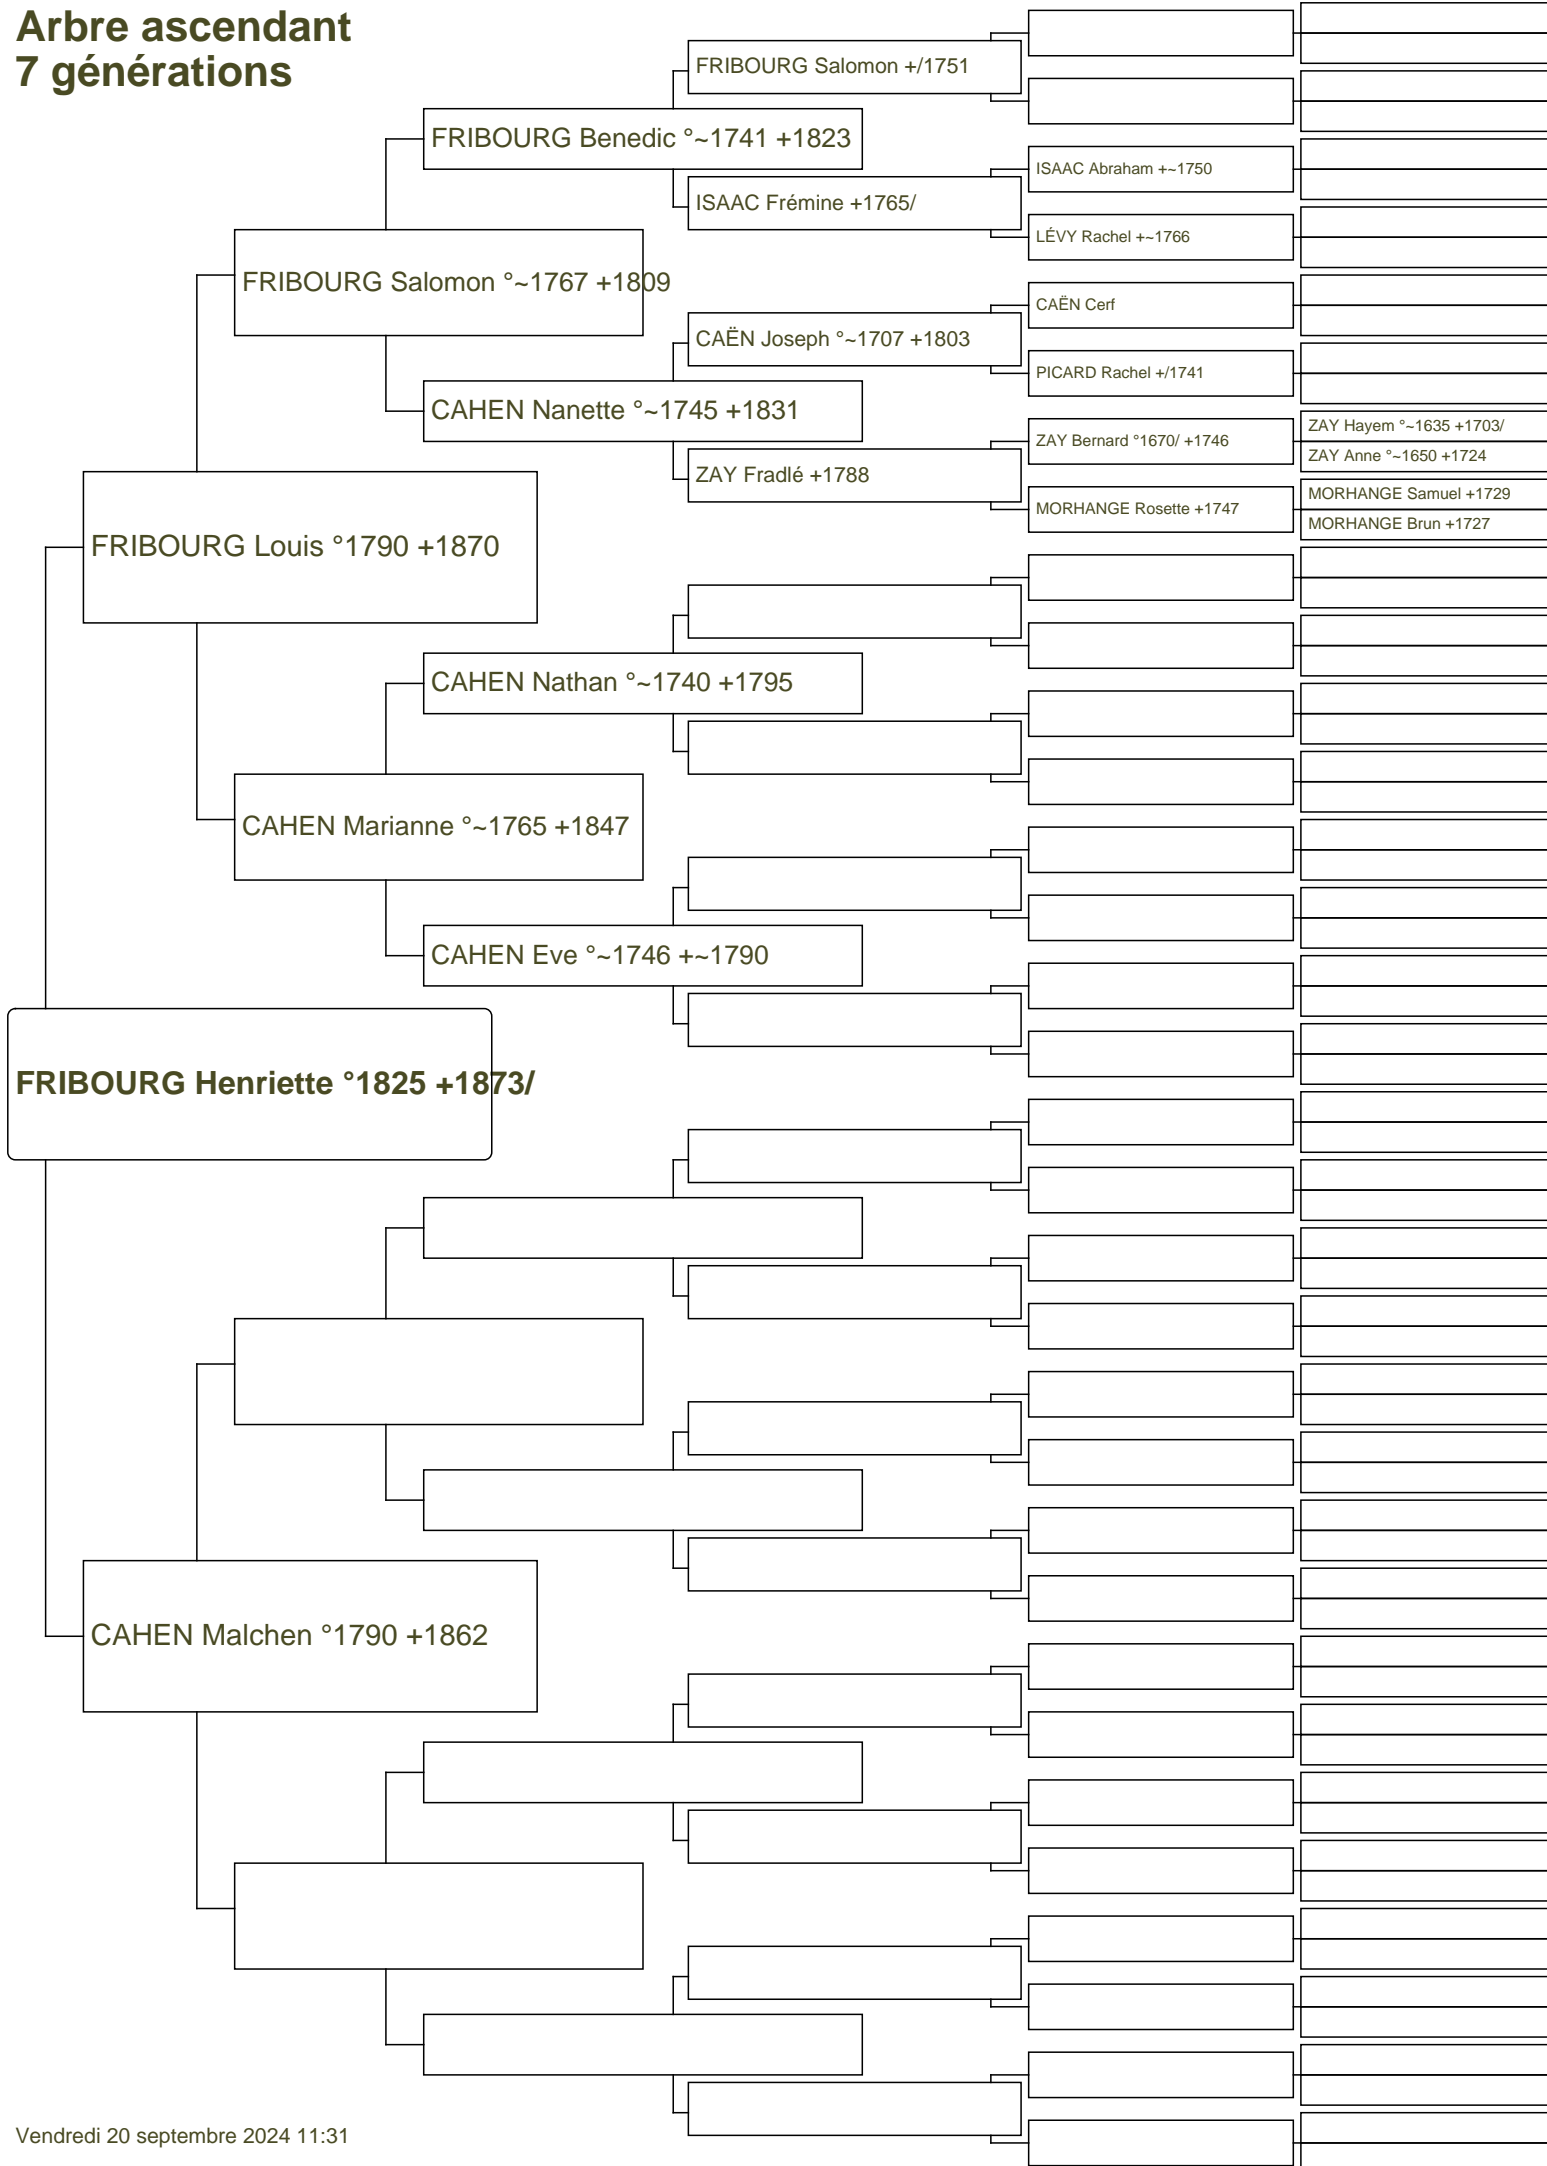 Arbre ascendant
7 générations
FRIBOURG Salomon +/1751
FRIBOURG Benedic °~1741 +1823
ISAAC Abraham +~1750
ISAAC Frémine +1765/
LÉVY Rachel +~1766
FRIBOURG Salomon °~1767 +1809
CAËN Cerf
CAËN Joseph °~1707 +1803
PICARD Rachel +/1741
CAHEN Nanette °~1745 +1831
ZAY Hayem °~1635 +1703/
ZAY Bernard °1670/ +1746
ZAY Anne °~1650 +1724
ZAY Fradlé +1788
MORHANGE Samuel +1729
MORHANGE Rosette +1747
MORHANGE Brun +1727
FRIBOURG Louis °1790 +1870
CAHEN Nathan °~1740 +1795
CAHEN Marianne °~1765 +1847
CAHEN Eve °~1746 +~1790
FRIBOURG Henriette °1825 +1873/
CAHEN Malchen °1790 +1862
Vendredi 20 septembre 2024 11:31